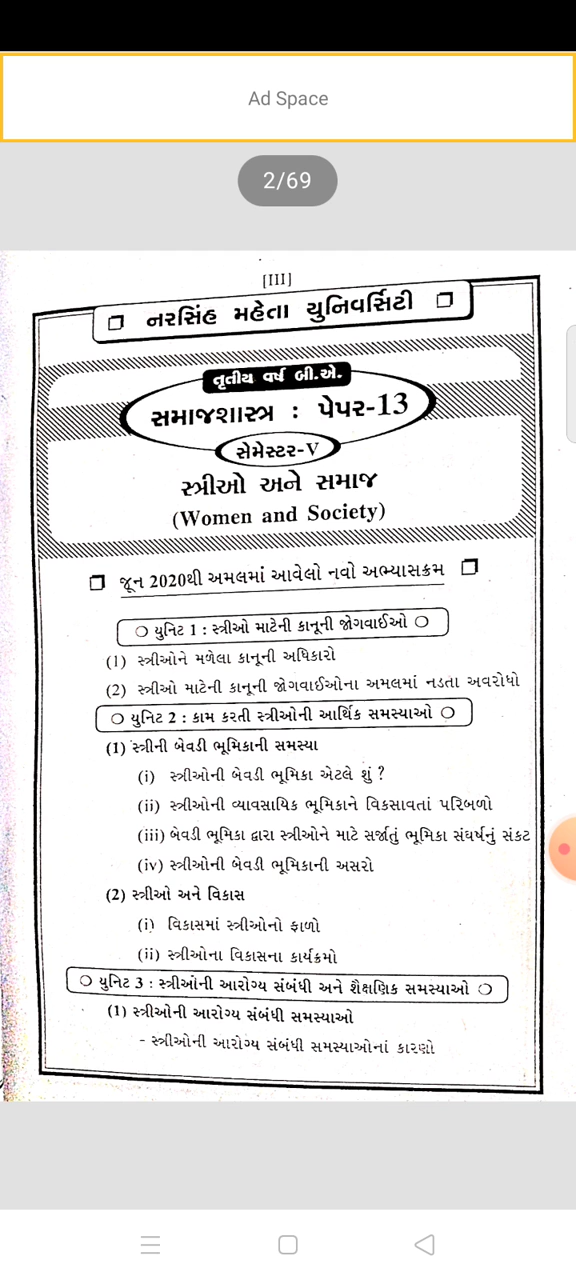 Ad Space
2/69
[III]
નરસિંહ મહેતા યુનિવર્સિટી
તૃતીય વર્ષ બી.એ.
સમાજશાસ્ત્ર : પેપર-13
સેમેસ્ટર-V
સ્ત્રીઓ અને સમાજ
(Women and Society)
જૂન 2020થી અમલમાં આવેલો નવો અભ્યાસક્રમ
યુનિટ 1 : સ્ત્રીઓ માટેની કાનૂની જોગવાઈઓ
(1) સ્ત્રીઓને મળેલા કાનૂની અધિકારો
(2) સ્ત્રીઓ માટેની કાનૂની જોગવાઈઓના અમલમાં નડતા અવરોધો
યુનિટ 2 : કામ કરતી સ્ત્રીઓની આર્થિક સમસ્યાઓ
(1) સ્ત્રીની બેવડી ભૂમિકાની સમસ્યા
(i) સ્ત્રીઓની બેવડી ભૂમિકા એટલે શું ?
(ii) સ્ત્રીઓની વ્યાવસાયિક ભૂમિકાને વિકસાવતાં પરિબળો
(iii) બેવડી ભૂમિકા દ્વારા સ્ત્રીઓને માટે સર્જાતું ભૂમિકા સંઘર્ષનું સંકટ
(iv) સ્ત્રીઓની બેવડી ભૂમિકાની અસરો
(2) સ્ત્રીઓ અને વિકાસ
(i) વિકાસમાં સ્ત્રીઓનો ફાળો
(ii) સ્ત્રીઓના વિકાસના કાર્યક્રમો
યુનિટ 3 : સ્ત્રીઓની આરોગ્ય સંબંધી અને શૈક્ષણિક સમસ્યાઓ
(1) સ્ત્રીઓની આરોગ્ય સંબંધી સમસ્યાઓ
- સ્ત્રીઓની આરોગ્ય સંબંધી સમસ્યાઓનાં કારણો